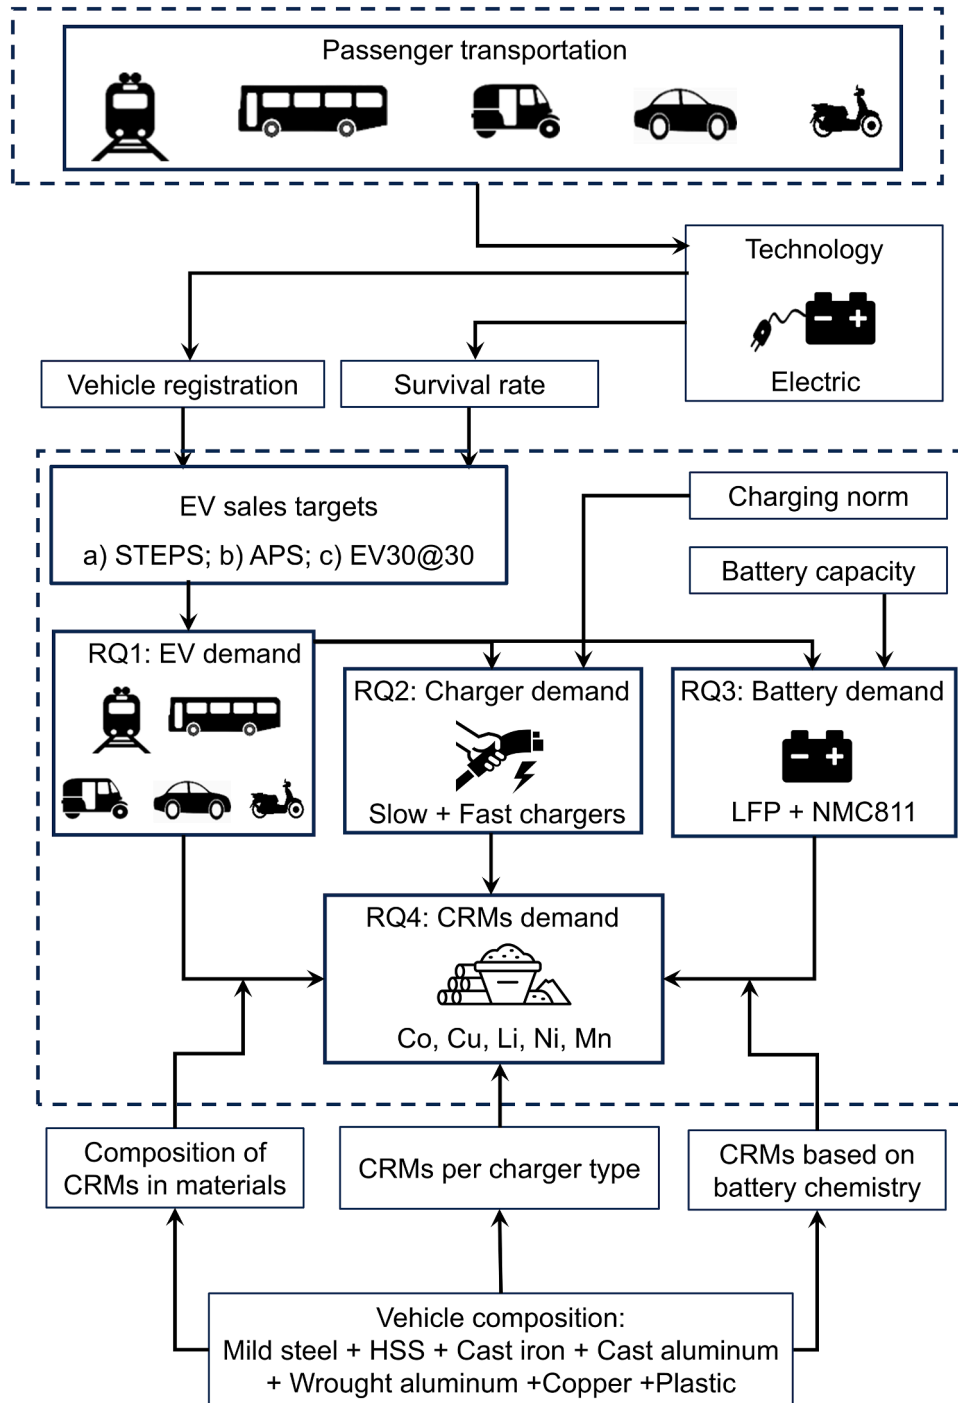 Passenger transportation
Technology
Electric
Vehicle registration
Survival rate
EV sales targets
a) STEPS; b) APS; c) EV30@30
Charging norm
Battery capacity
RQ1: EV demand
RQ2: Charger demand
Slow + Fast chargers
RQ3: Battery demand
LFP + NMC811
RQ4: CRMs demand
Co, Cu, Li, Ni, Mn
Composition of
CRMs in materials
CRMs per charger type
CRMs based on
battery chemistry
Vehicle composition:
Mild steel + HSS + Cast iron + Cast aluminum
+ Wrought aluminum +Copper +Plastic